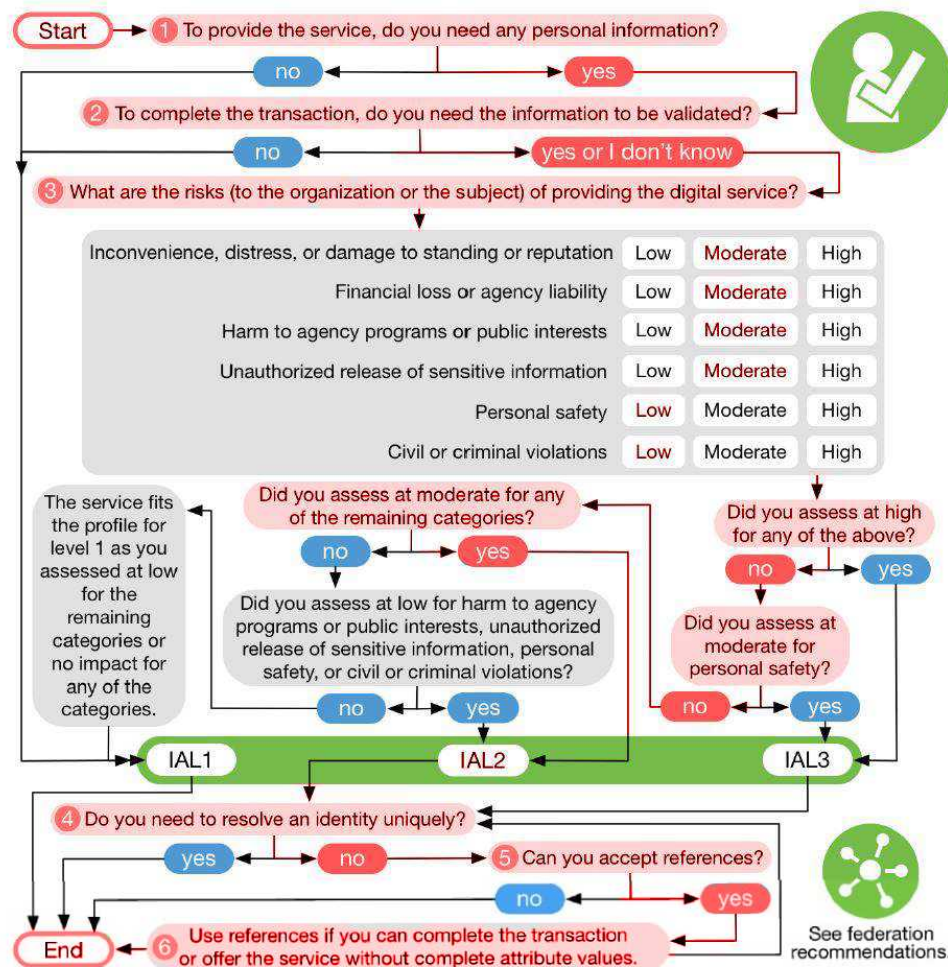 Start
1 To provide the service, do you need any personal information?
no
yes
2 To complete the transaction, do you need the information to be validated?
no
yes or I don't know
3 What are the risks (to the organization or the subject) of providing the digital service?
Inconvenience, distress, or damage to standing or reputation Low Moderate High
Financial loss or agency liability Low Moderate High
Harm to agency programs or public interests Low Moderate High
Unauthorized release of sensitive information Low Moderate High
Personal safety Low Moderate High
Civil or criminal violations Low Moderate High
Did you assess at high
for any of the above?
no
yes
Did you assess at
moderate for
personal safety?
no
yes
Did you assess at moderate for any
of the remaining categories?
no
yes
Did you assess at low for harm to agency
programs or public interests, unauthorized
release of sensitive information, personal
safety, or civil or criminal violations?
no
yes
The service fits
the profile for
level 1 as you
assessed at low
for the
remaining
categories or
no impact for
any of the
categories.
IAL1
IAL2
IAL3
4 Do you need to resolve an identity uniquely?
yes
no
5 Can you accept references?
no
yes
6 Use references if you can complete the transaction
or offer the service without complete attribute values.
End
See federation
recommendations